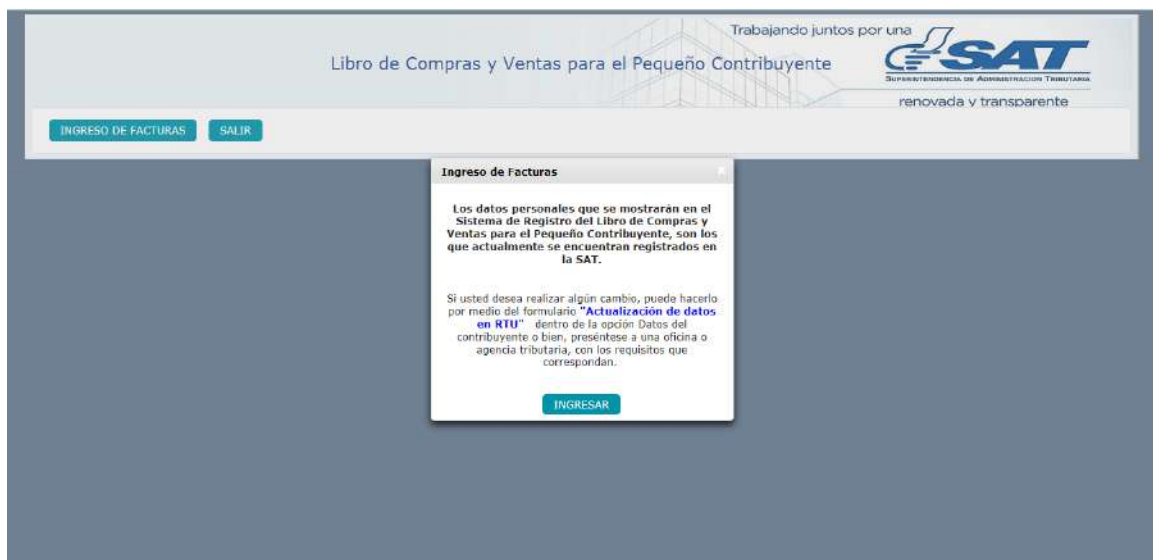 Trabajando juntos por una
SAT
SUPERINTENDENCIA DE ADMINISTRACION TRIBUTARIA
renovada y transparente
Libro de Compras y Ventas para el Pequeño Contribuyente
INGRESO DE FACTURAS SALIR
Ingreso de Facturas
Los datos personales que se mostrarán en el
Sistema de Registro del Libro de Compras y
Ventas para el Pequeño Contribuyente, son los
que actualmente se encuentran registrados en
la SAT.
Si usted desea realizar algún cambio, puede hacerlo
por medio del formulario "Actualización de datos
en RTU" dentro de la opción Datos del
contribuyente o bien, preséntese a una oficina o
agencia tributaria, con los requisitos que
correspondan.
INGRESAR